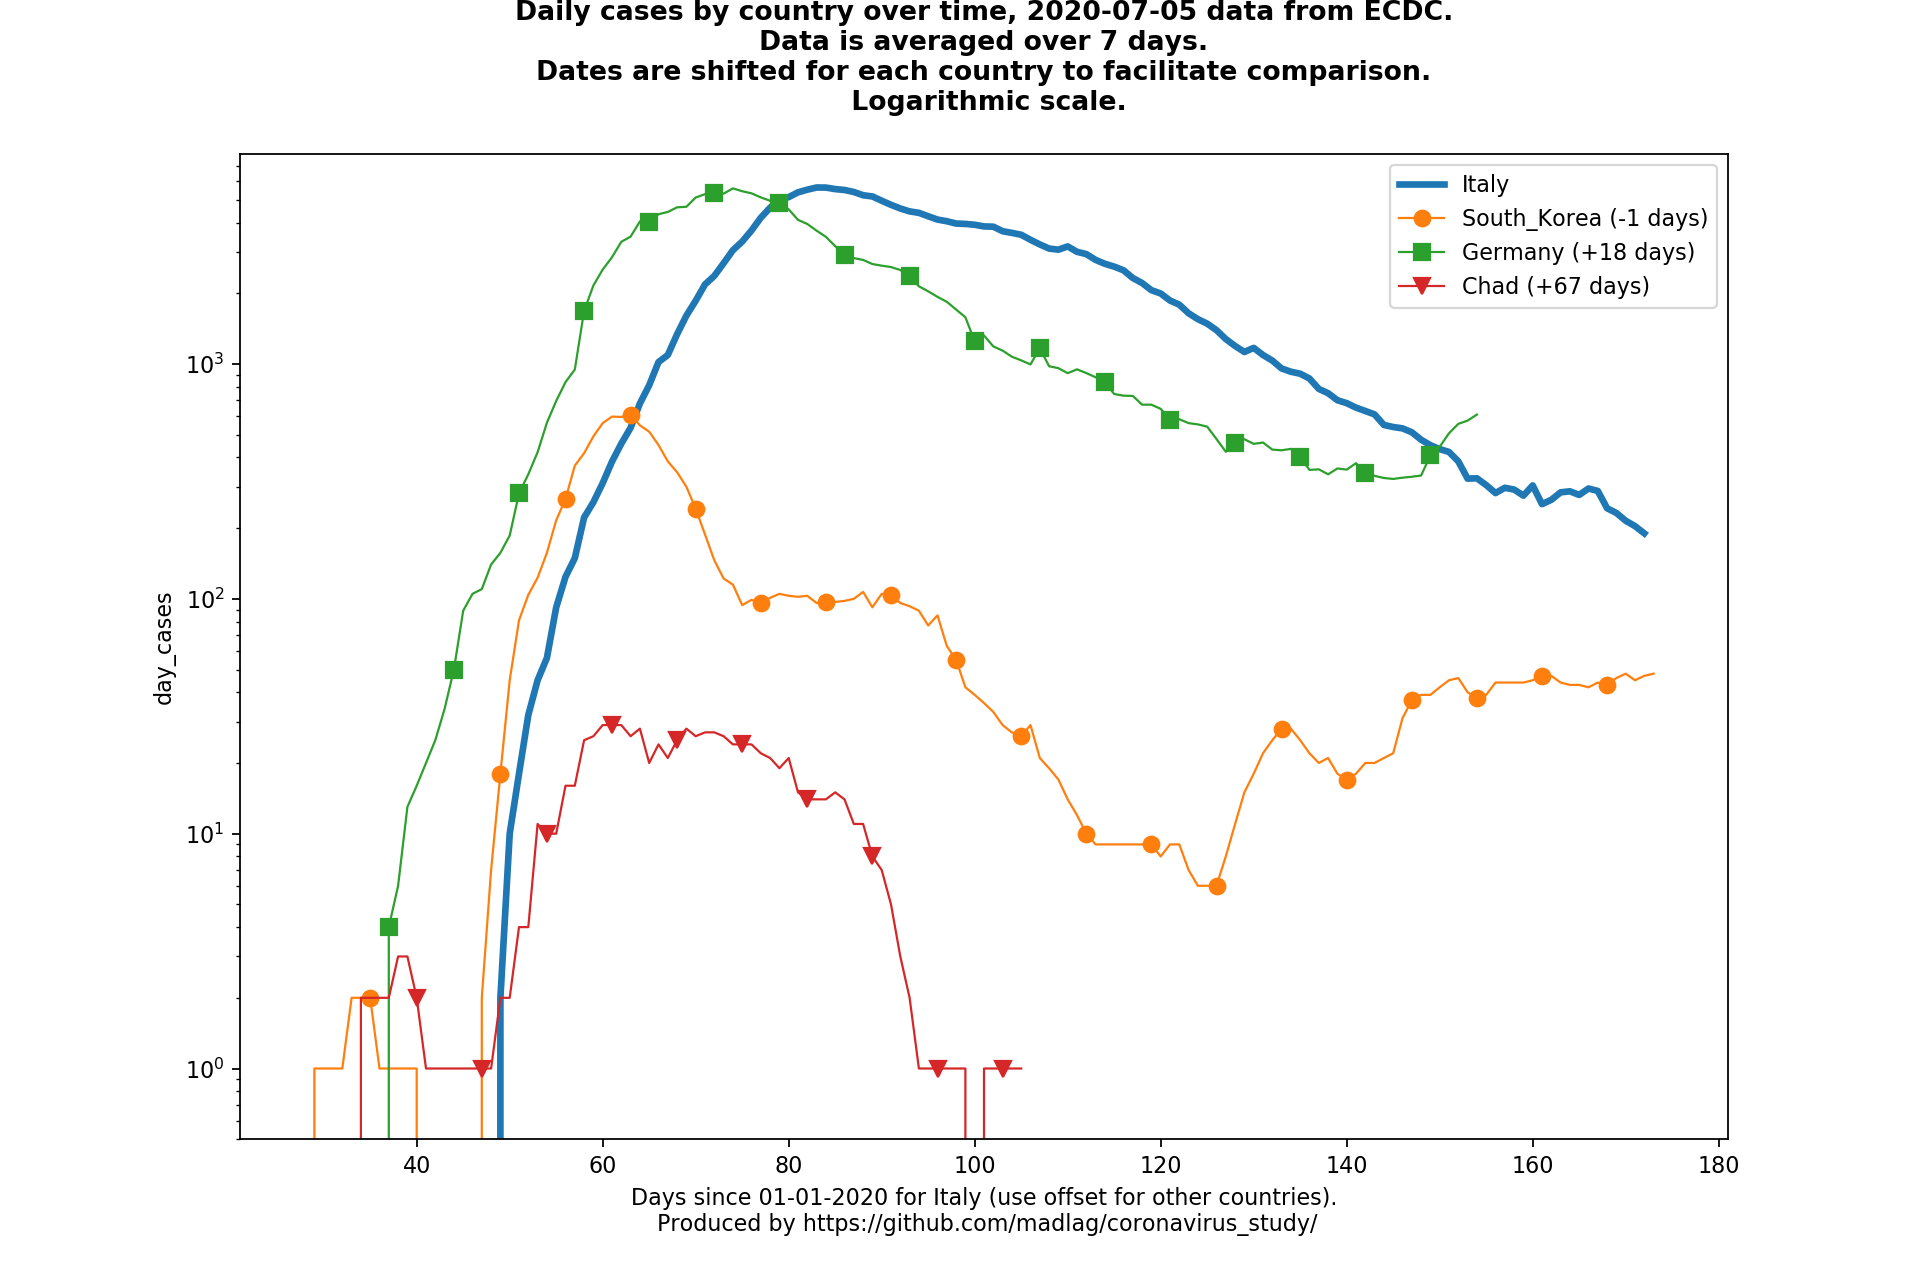 Daily cases by country over time, 2020-07-05 data from ECDC.
Data is averaged over 7 days.
Dates are shifted for each country to facilitate comparison.
Logarithmic scale.
Italy
South_Korea (-1 days)
Germany (+18 days)
Chad (+67 days)
day_cases
10³
10²
10¹
10⁰
40 60 80 100 120 140 160 180
Days since 01-01-2020 for Italy (use offset for other countries).
Produced by https://github.com/madlag/coronavirus_study/